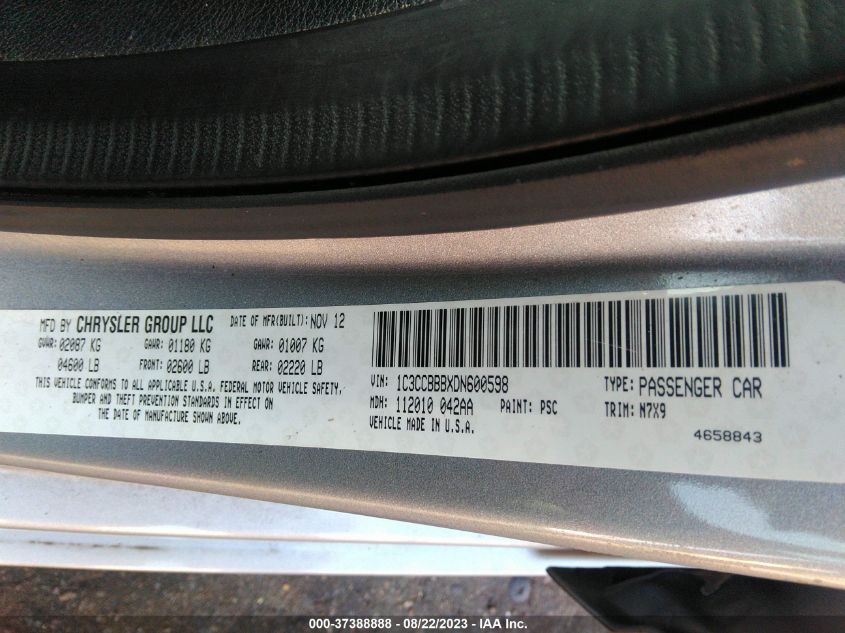 MFD BY CHRYSLER GROUP LLC DATE OF MFR(BUILT): NOV 12
GVWR: 02087 KG GAWR: 01180 KG GAWR: 01007 KG
04600 LB FRONT: 02600 LB REAR: 02220 LB
THIS VEHICLE CONFORMS TO ALL APPLICABLE U.S.A. FEDERAL MOTOR VEHICLE SAFETY,
BUMPER AND THEFT PREVENTION STANDARDS IN EFFECT ON
THE DATE OF MANUFACTURE SHOWN ABOVE.
VIN: 1C3CCBBBXDN600598 TYPE: PASSENGER CAR
MDH: 112010 042AA PAINT: PSC TRIM: N7X9
VEHICLE MADE IN U.S.A. 4658843
000-37388888 - 08/22/2023 - IAA Inc.